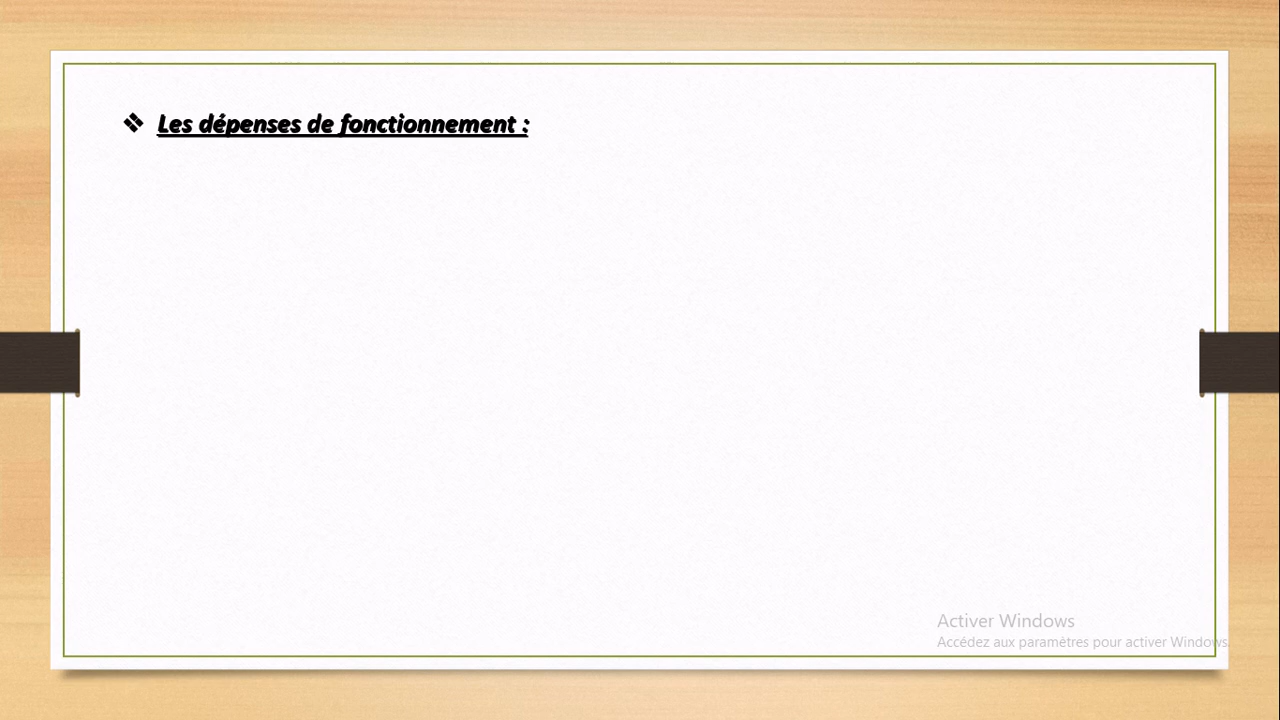 ❖ Les dépenses de fonctionnement :
Activer Windows
Accédez aux paramètres pour activer Windows.